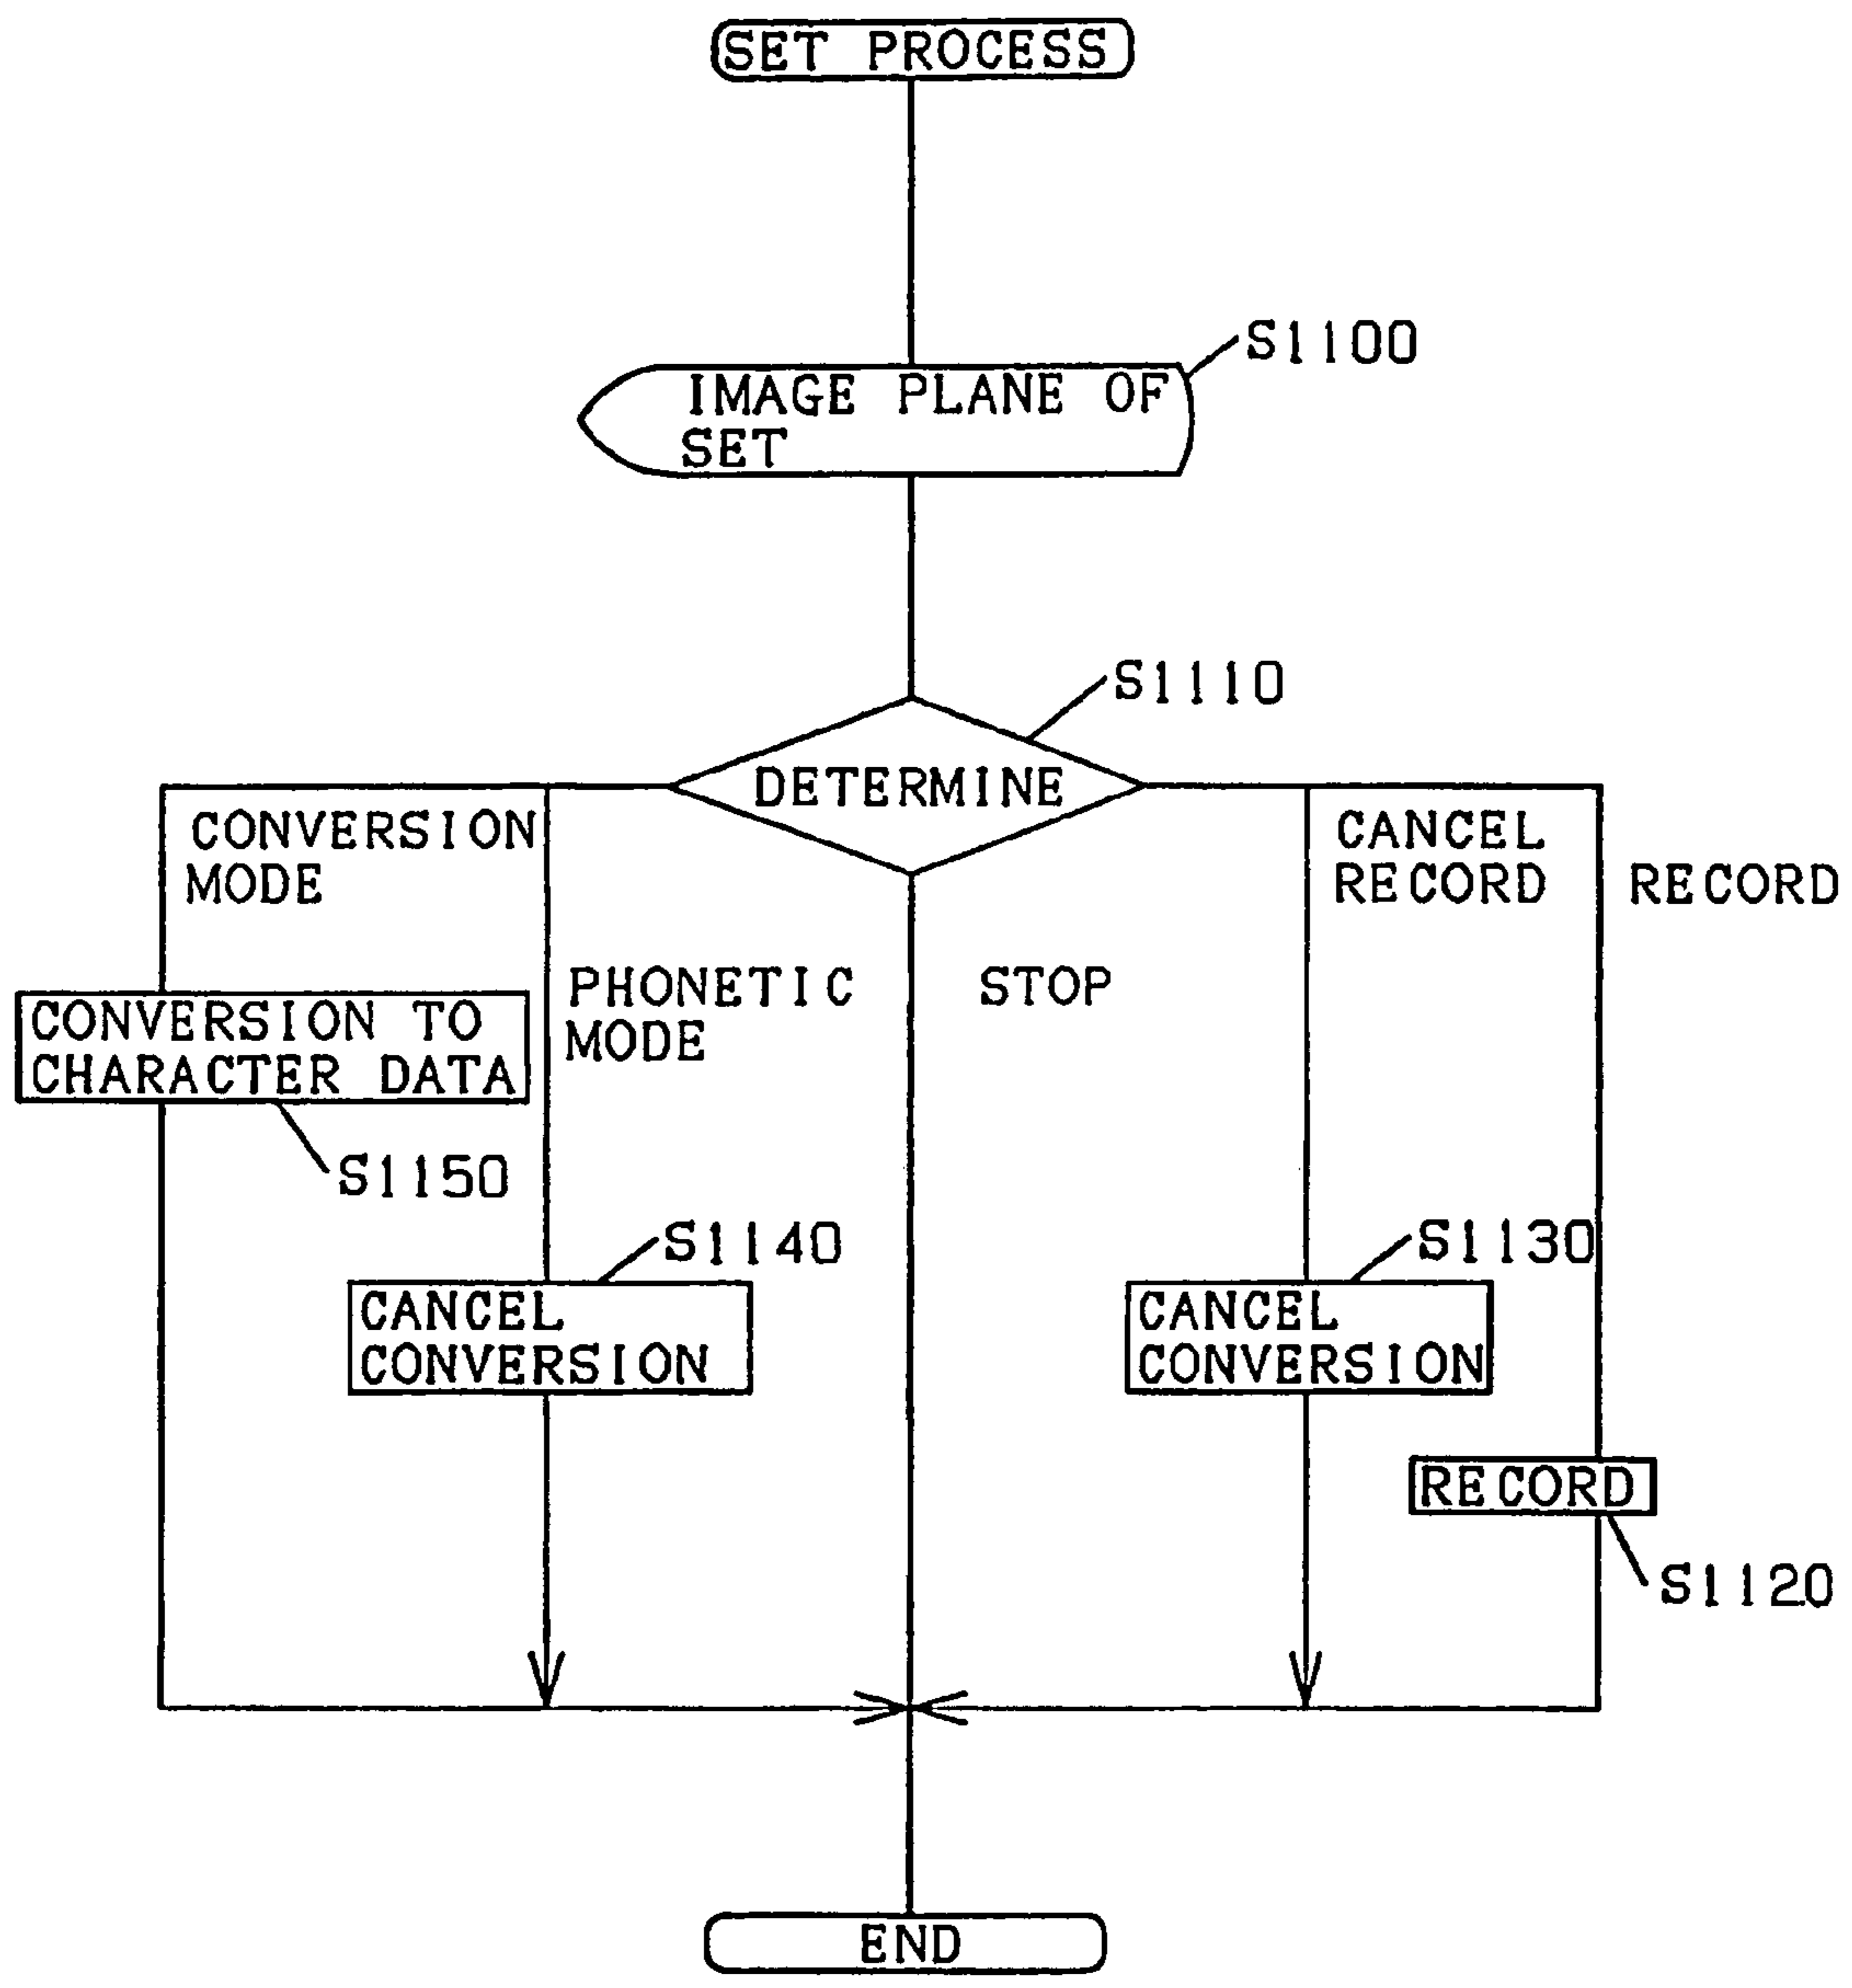 SET PROCESS
S1100
IMAGE PLANE OF
SET
S1110
DETERMINE
CONVERSION
MODE
CANCEL
RECORD
RECORD
PHONETIC
MODE
STOP
CONVERSION TO
CHARACTER DATA
S1150
S1140
S1130
CANCEL
CONVERSION
CANCEL
CONVERSION
RECORD
S1120
END